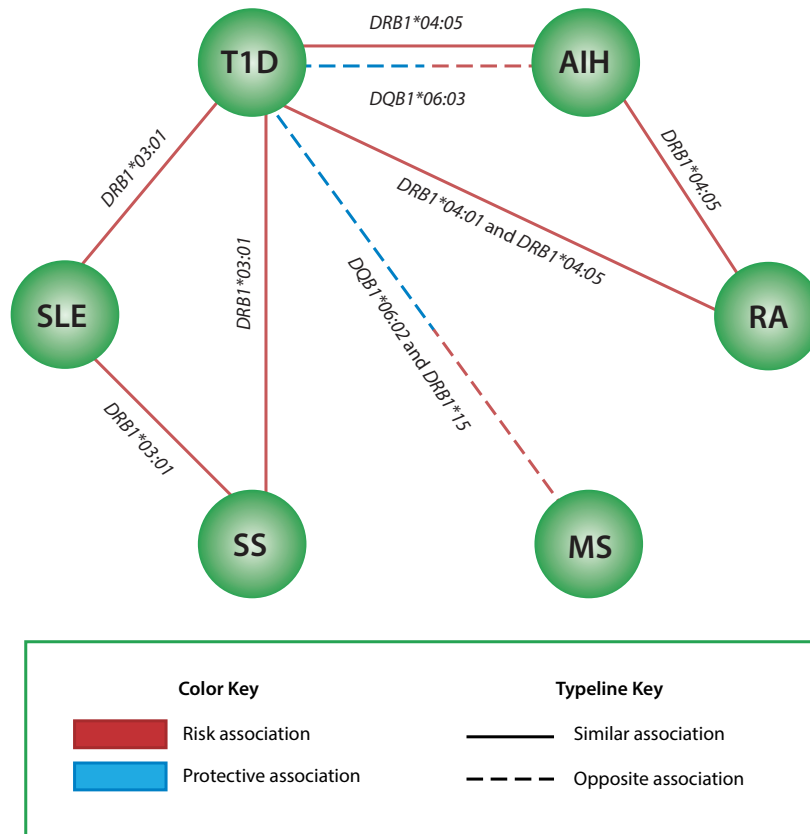 DRB1*04:05
T1D
AIH
DQB1*06:03
DRB1*03:01
DRB1*04:05
DRB1*04:01 and DRB1*04:05
DRB1*03:01
SLE
RA
DQB1*06:02 and DRB1*15
DRB1*03:01
SS
MS
Color Key
Typeline Key
Risk association
Similar association
Protective association
Opposite association